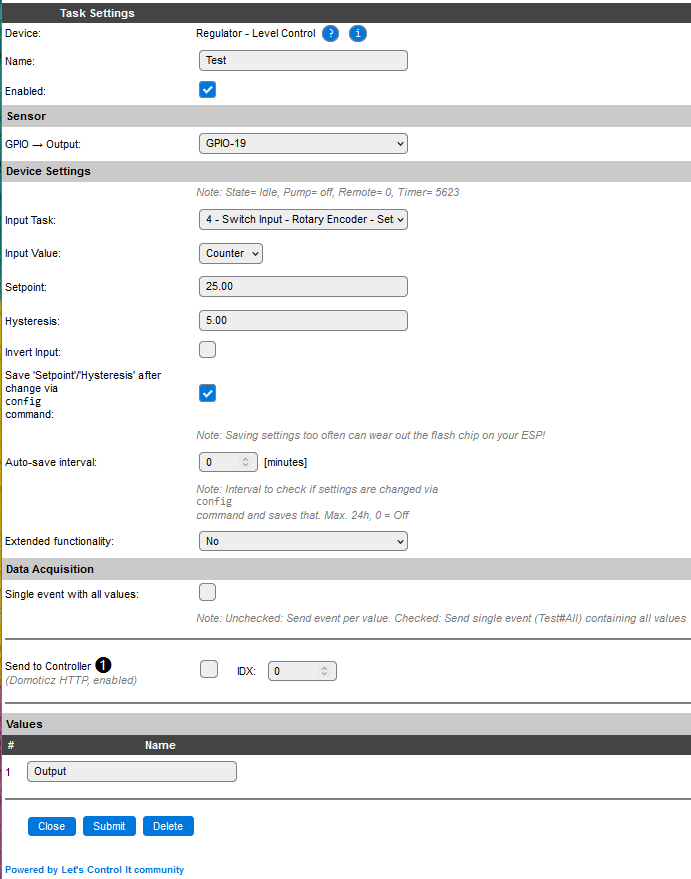 Task Settings
Device: Regulator - Level Control ? i
Name: Test
Enabled:
Sensor
GPIO → Output: GPIO-19
Device Settings
Note: State= Idle, Pump= off, Remote= 0, Timer= 5623
Input Task: 4 - Switch Input - Rotary Encoder - Set
Input Value: Counter
Setpoint: 25.00
Hysteresis: 5.00
Invert Input:
Save 'Setpoint'/'Hysteresis' after
change via
config
command:
Note: Saving settings too often can wear out the flash chip on your ESP!
Auto-save interval: 0 [minutes]
Note: Interval to check if settings are changed via
config
command and saves that. Max. 24h, 0 = Off
Extended functionality: No
Data Acquisition
Single event with all values:
Note: Unchecked: Send event per value. Checked: Send single event (Test#All) containing all values
Send to Controller 1
(Domoticz HTTP, enabled) IDX: 0
Values
# Name
1 Output
Close Submit Delete
Powered by Let's Control It community